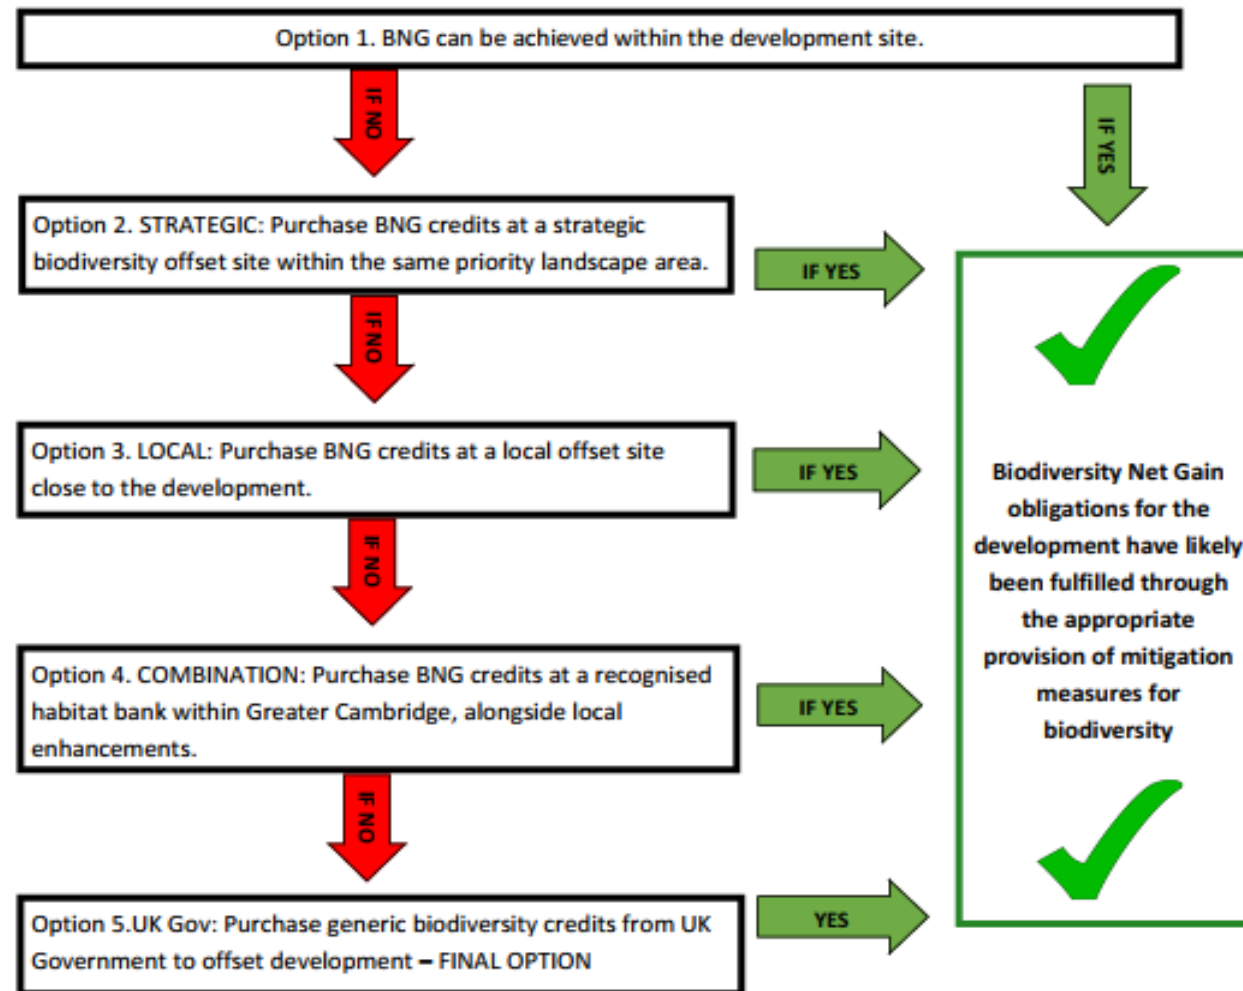 Option 1. BNG can be achieved within the development site.
IF NO
IF YES
Option 2. STRATEGIC: Purchase BNG credits at a strategic
biodiversity offset site within the same priority landscape area.
IF YES
IF NO
Option 3. LOCAL: Purchase BNG credits at a local offset site
close to the development.
IF YES
IF NO
Option 4. COMBINATION: Purchase BNG credits at a recognised
habitat bank within Greater Cambridge, alongside local
enhancements.
IF YES
IF NO
Option 5.UK Gov: Purchase generic biodiversity credits from UK
Government to offset development – FINAL OPTION
YES
Biodiversity Net Gain
obligations for the
development have likely
been fulfilled through
the appropriate
provision of mitigation
measures for
biodiversity